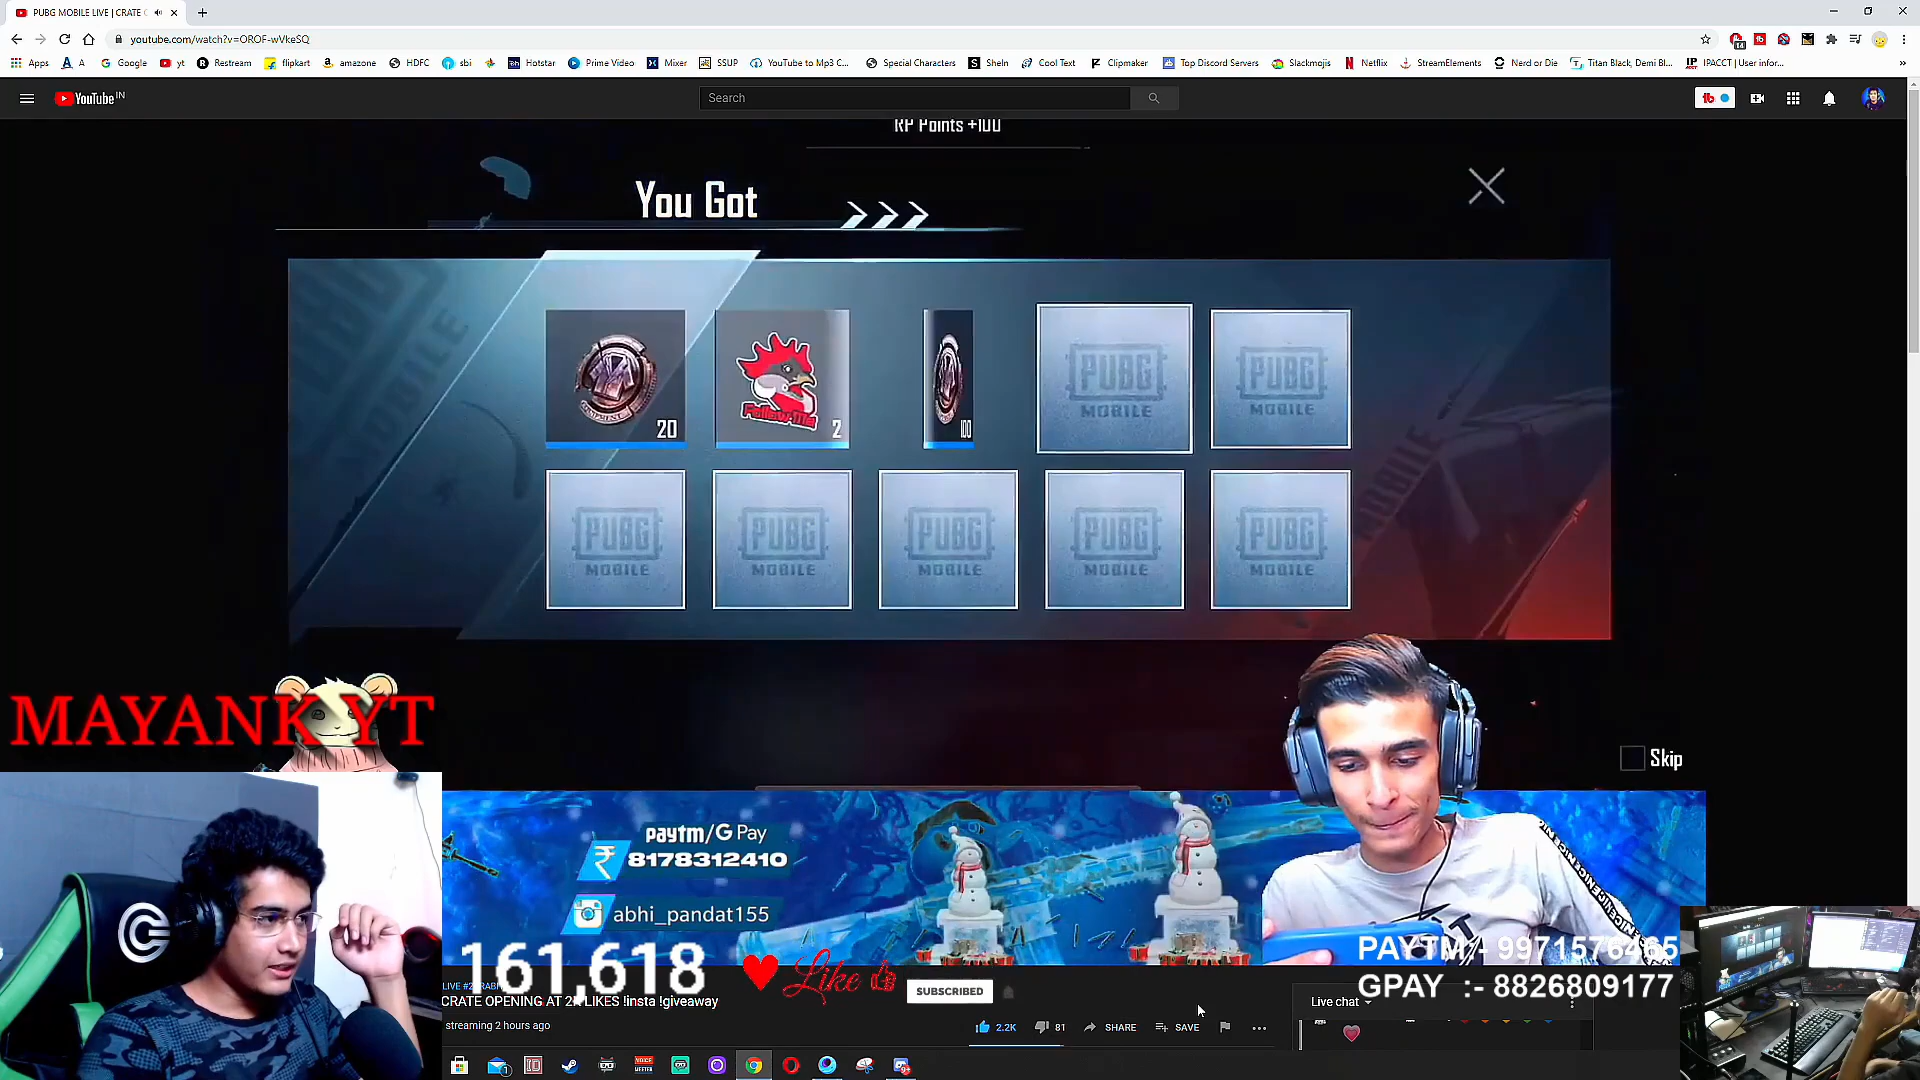 PUBG MOBILE LIVE | CRATE
youtube.com/watch?v=OROF-wVkeSQ
14
Apps A Google yt Restream flipkart amazone HDFC sbi Hotstar Prime Video Mixer SSUP YouTube to Mp3 C... Special Characters SheIn Cool Text Clipmaker Top Discord Servers Slackmojis Netflix StreamElements Nerd or Die Titan Black, Demi Bl... IPACCT | User infor...
YouTube IN
Search
RP Points +100
You Got
20
Follow Me
2
100
PUBG MOBILE
PUBG MOBILE
PUBG MOBILE
PUBG MOBILE
PUBG MOBILE
PUBG MOBILE
PUBG MOBILE
Skip
MAYANK YT
paytm/G Pay
₹ 8178312410
abhi_pandat155
161,618
Like
SUBSCRIBED
PAYTM - 9971576465
GPAY :- 8826809177
CRATE OPENING AT 2K LIKES !insta !giveaway
streaming 2 hours ago
2.2K
81
SHARE
SAVE
Live chat